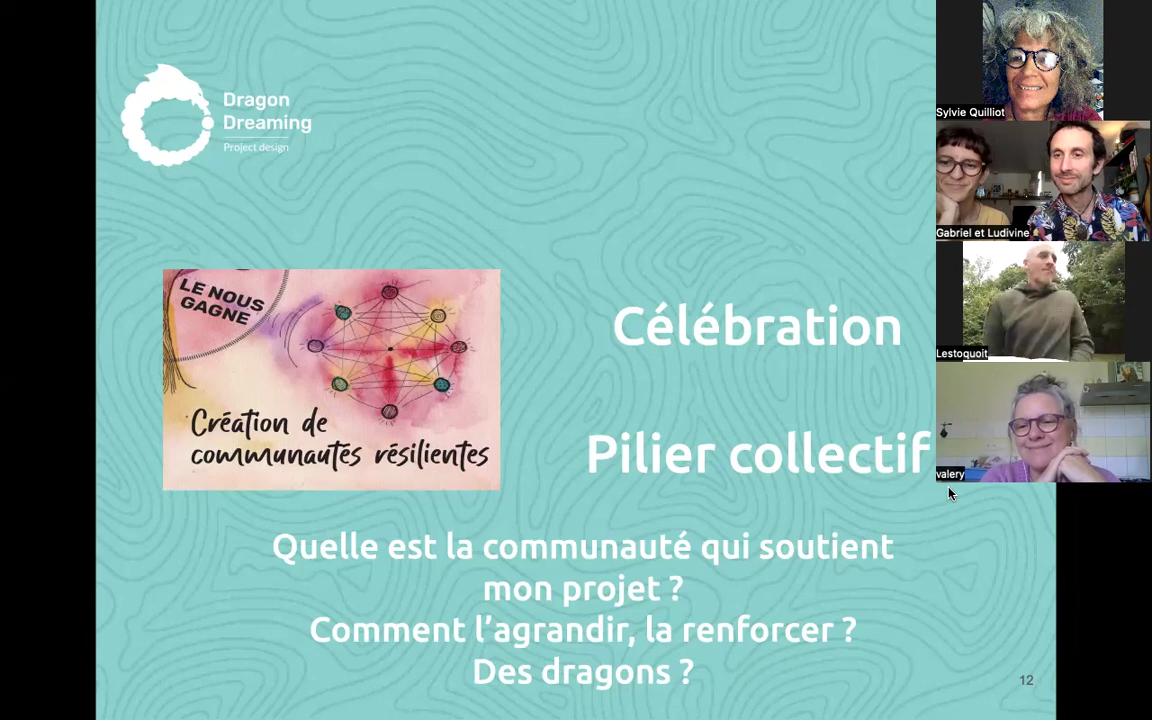 Dragon
Dreaming
Project design
LE NOUS
GAGNE
Création de
communautés résilientes
Célébration
Pilier collectif
Quelle est la communauté qui soutient
mon projet ?
Comment l’agrandir, la renforcer ?
Des dragons ?
12
Sylvie Quilliot
Gabriel et Ludivine
Lestoquoit
valery